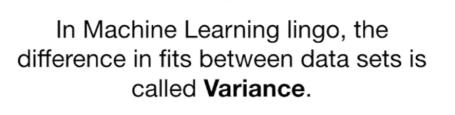 In Machine Learning lingo, the
difference in fits between data sets is
called Variance.